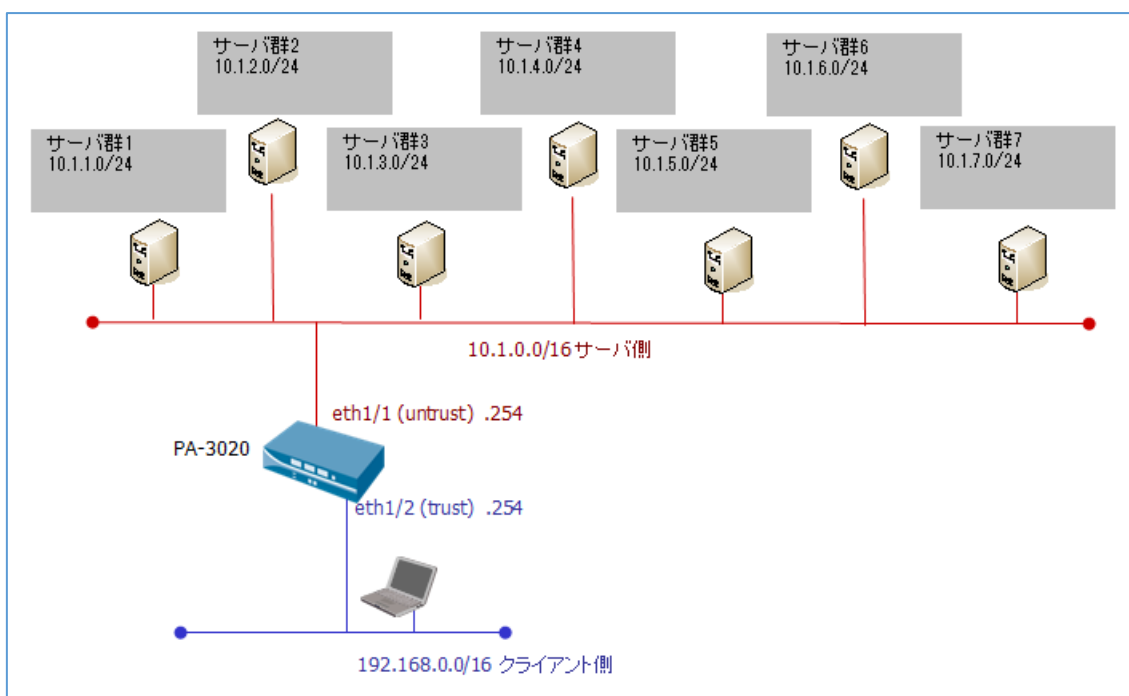 サーバ群2
10.1.2.0/24
サーバ群4
10.1.4.0/24
サーバ群6
10.1.6.0/24
サーバ群1
10.1.1.0/24
サーバ群3
10.1.3.0/24
サーバ群5
10.1.5.0/24
サーバ群7
10.1.7.0/24
10.1.0.0/16サーバ側
eth1/1 (untrust) .254
PA-3020
eth1/2 (trust) .254
192.168.0.0/16 クライアント側